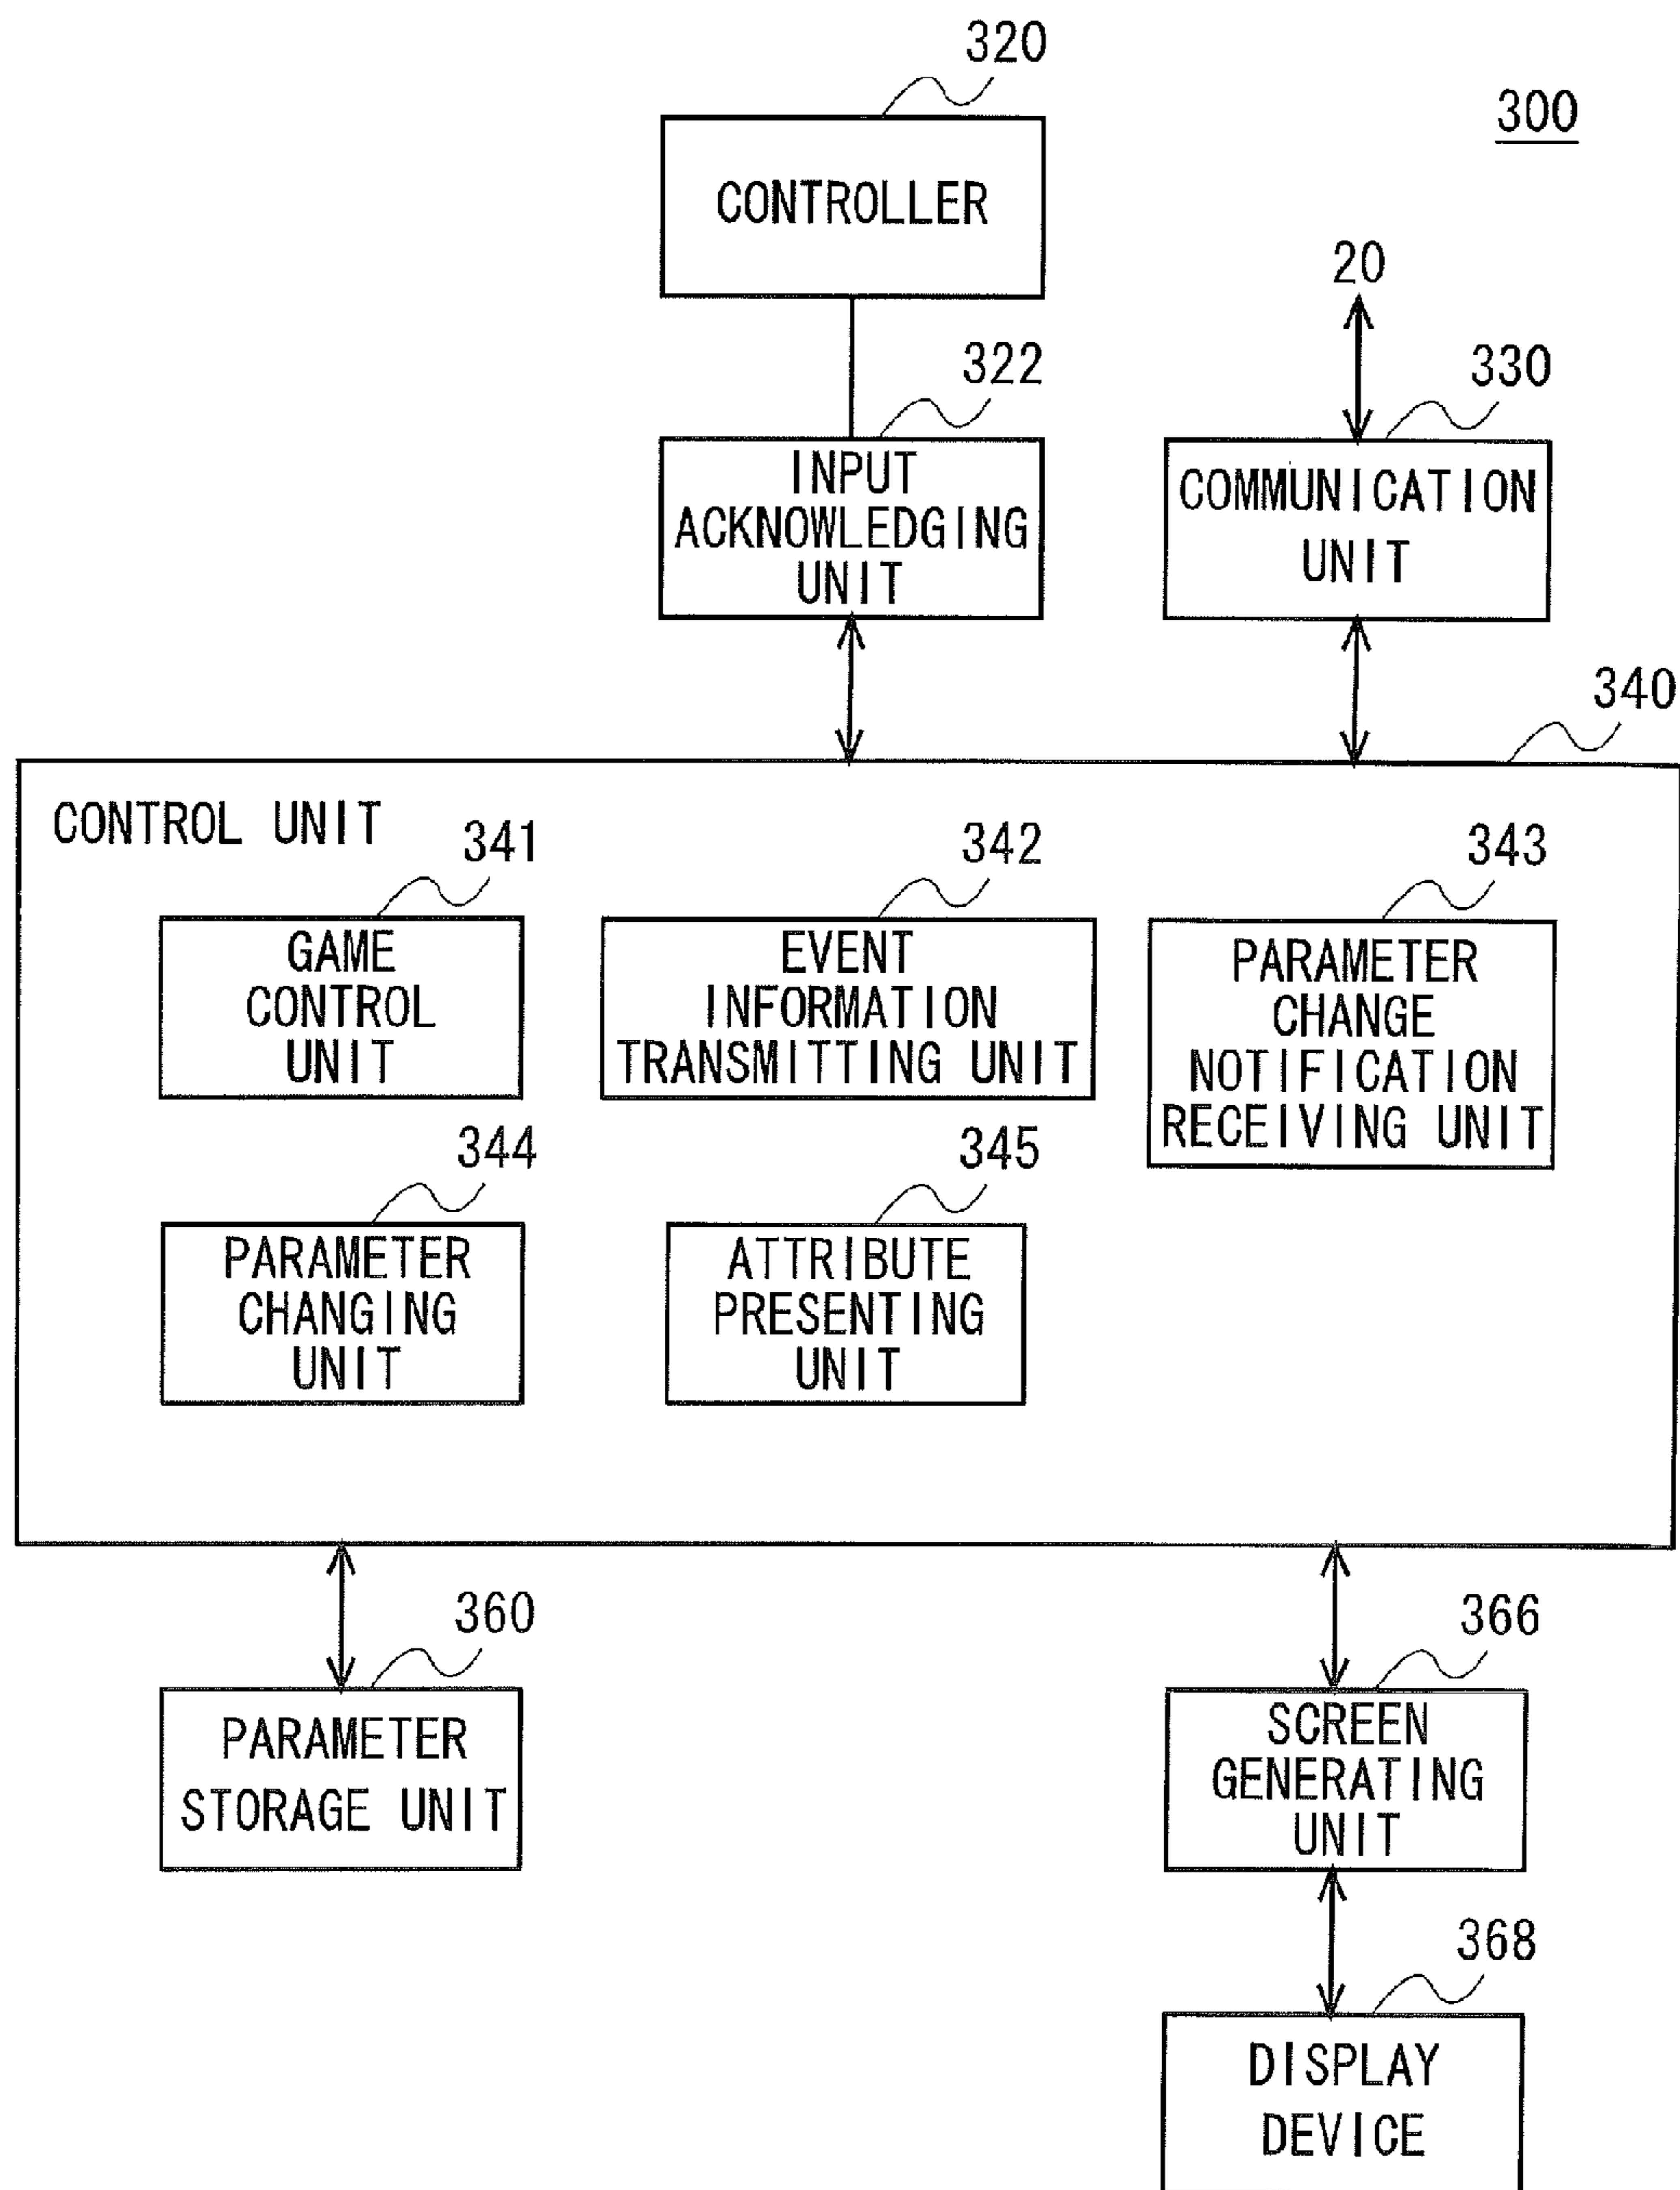 320
300
CONTROLLER
20
322
330
INPUT
ACKNOWLEDGING
UNIT
COMMUNICATION
UNIT
340
CONTROL UNIT
341
342
343
GAME
CONTROL
UNIT
EVENT
INFORMATION
TRANSMITTING UNIT
PARAMETER
CHANGE
NOTIFICATION
RECEIVING UNIT
344
345
PARAMETER
CHANGING
UNIT
ATTRIBUTE
PRESENTING
UNIT
360
366
PARAMETER
STORAGE UNIT
SCREEN
GENERATING
UNIT
368
DISPLAY
DEVICE